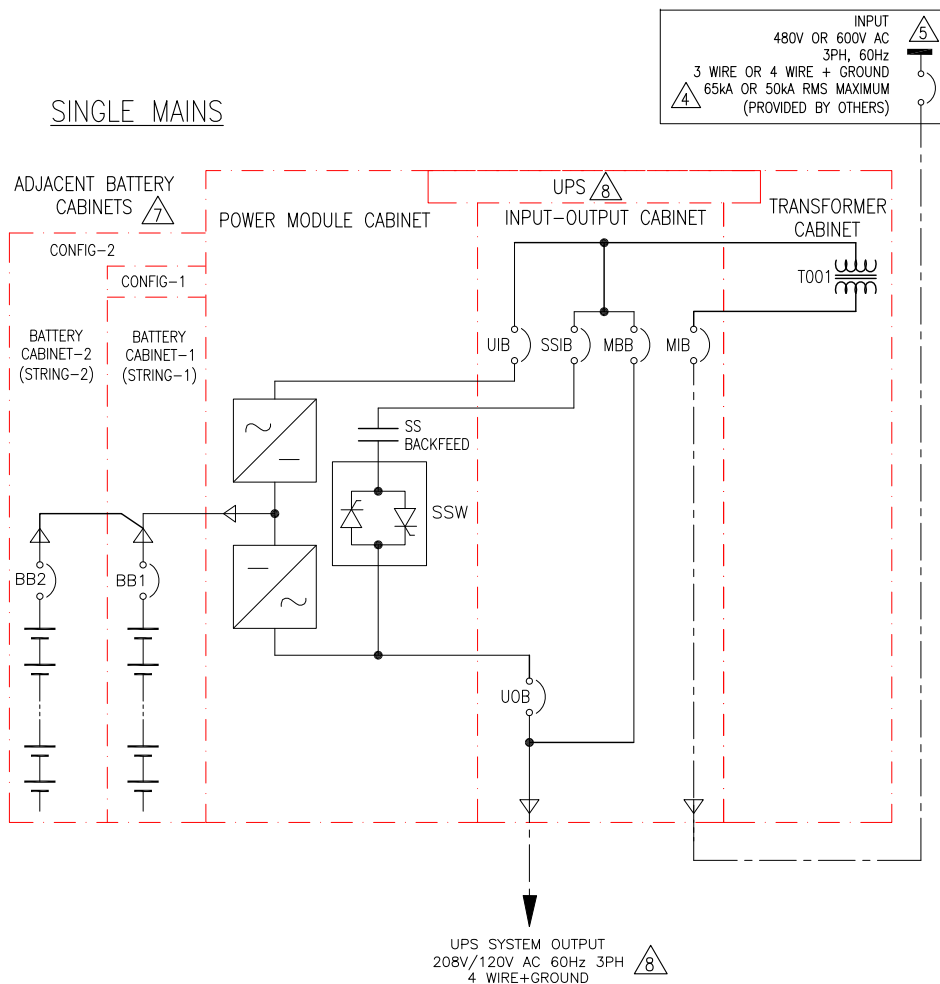 INPUT
480V OR 600V AC
3PH, 60Hz
3 WIRE OR 4 WIRE + GROUND
65kA OR 50kA RMS MAXIMUM
(PROVIDED BY OTHERS)
5
4
SINGLE MAINS
ADJACENT BATTERY
CABINETS
7
POWER MODULE CABINET
UPS
8
INPUT-OUTPUT CABINET
TRANSFORMER
CABINET
CONFIG-2
CONFIG-1
BATTERY
CABINET-2
(STRING-2)
BATTERY
CABINET-1
(STRING-1)
T001
UIB
SSIB
MBB
MIB
SS
BACKFEED
SSW
BB2
BB1
UOB
UPS SYSTEM OUTPUT
208V/120V AC 60Hz 3PH
4 WIRE+GROUND
8